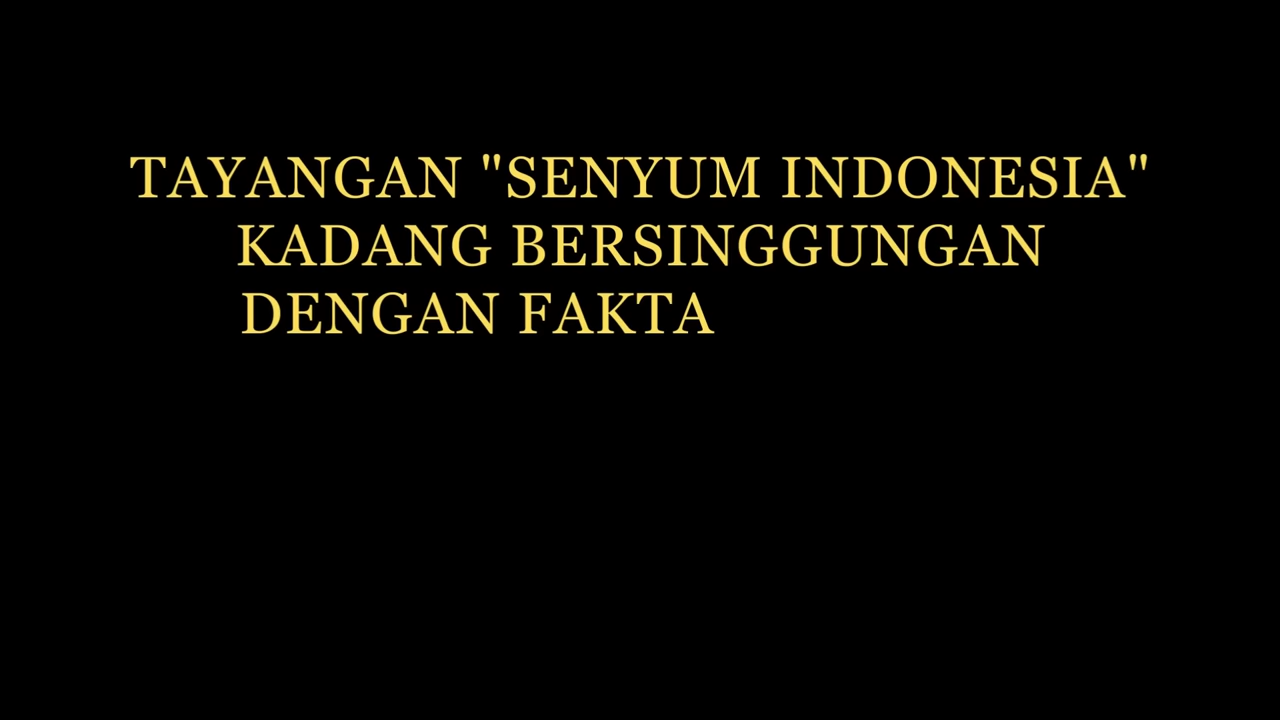 TAYANGAN "SENYUM INDONESIA"
KADANG BERSINGGUNGAN
DENGAN FAKTA